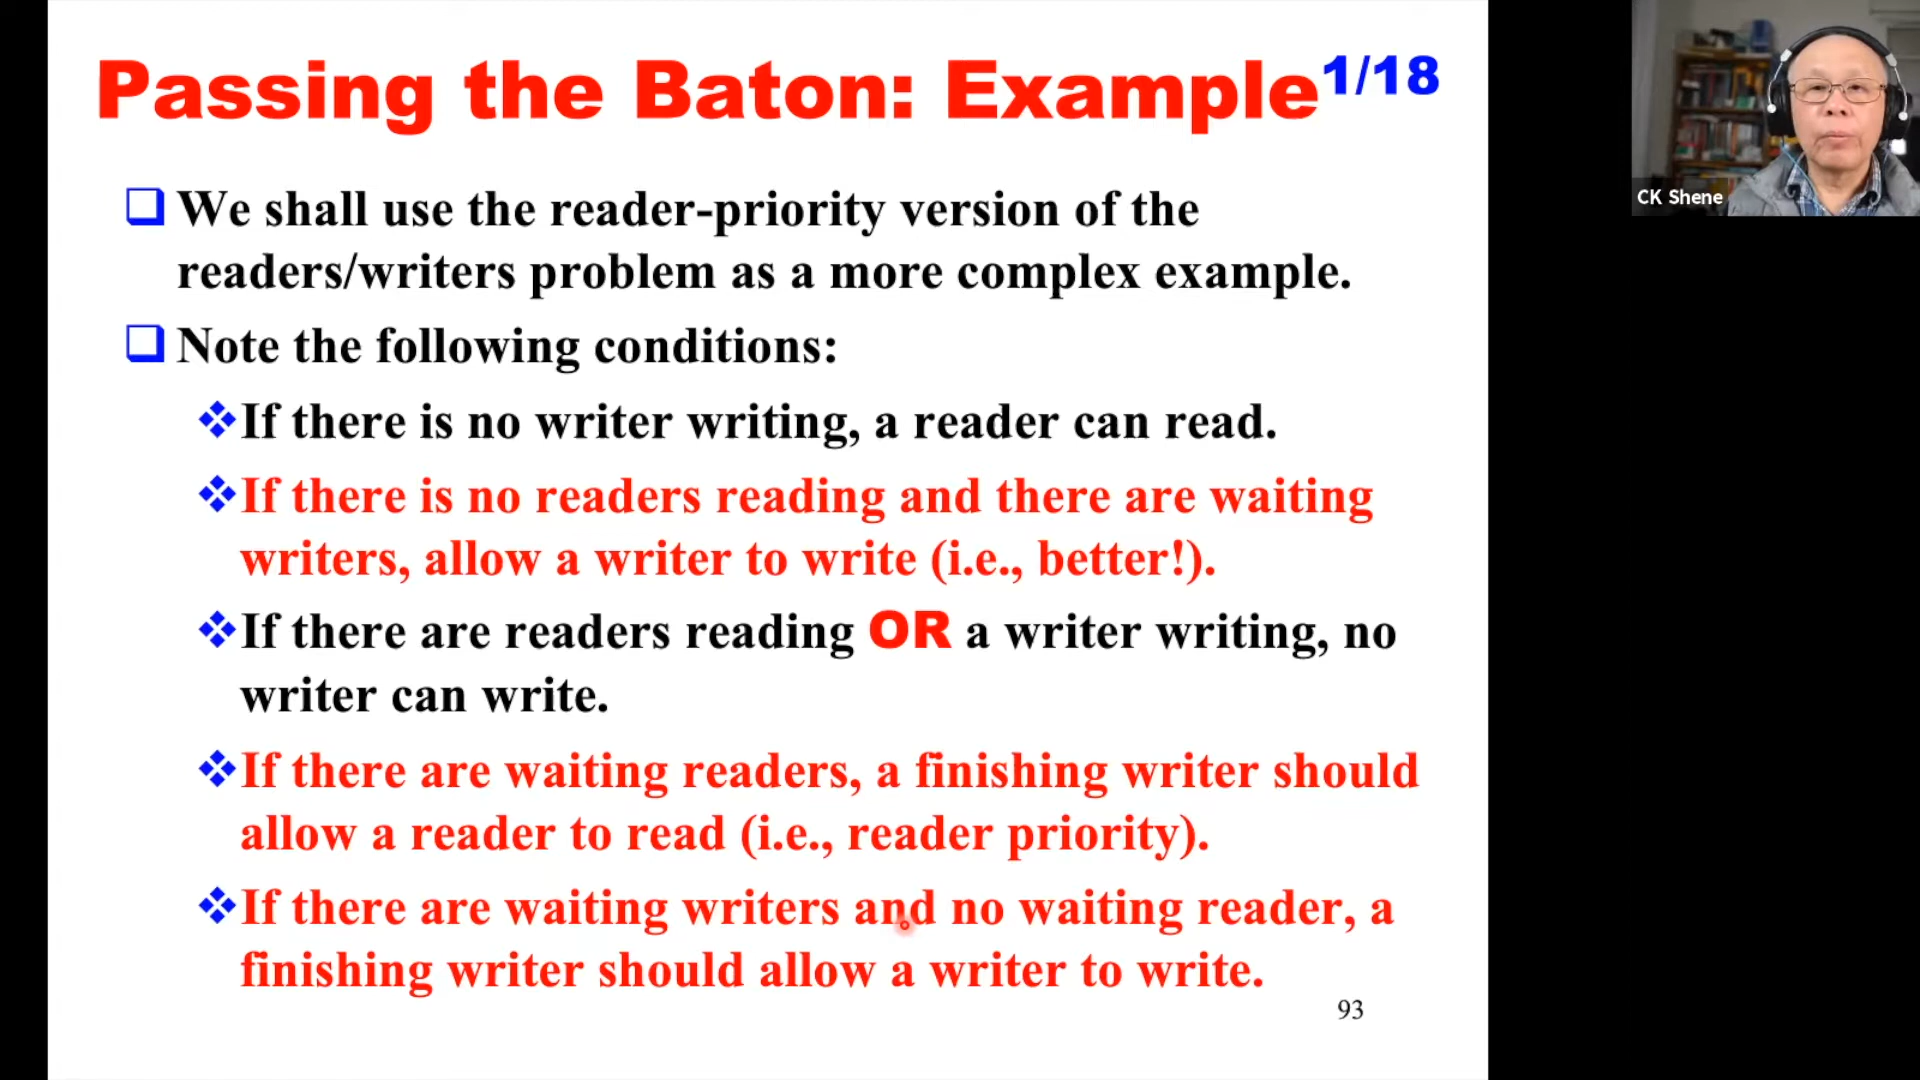 Passing the Baton: Example1/18
We shall use the reader-priority version of the
readers/writers problem as a more complex example.
Note the following conditions:
If there is no writer writing, a reader can read.
If there is no readers reading and there are waiting
writers, allow a writer to write (i.e., better!).
If there are readers reading OR a writer writing, no
writer can write.
If there are waiting readers, a finishing writer should
allow a reader to read (i.e., reader priority).
If there are waiting writers and no waiting reader, a
finishing writer should allow a writer to write.
93
CK Shene